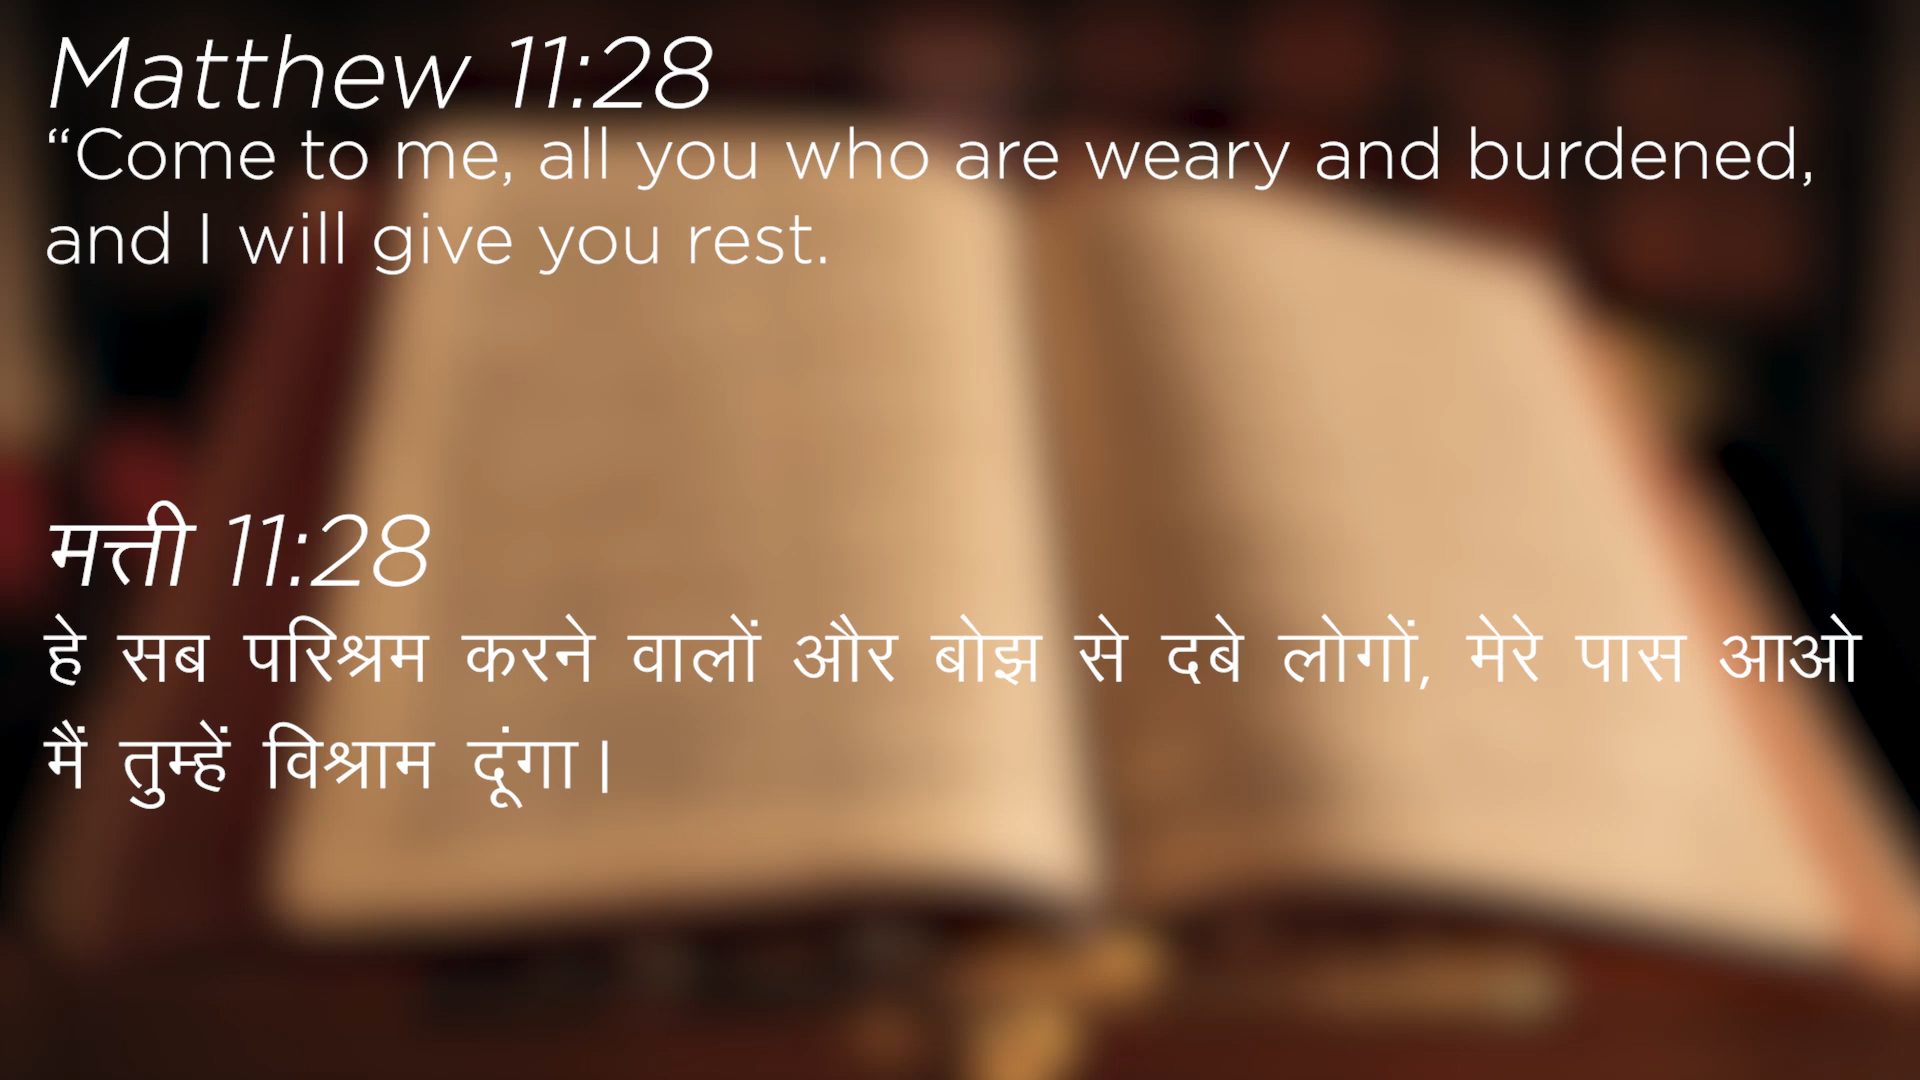 Matthew 11:28
“Come to me, all you who are weary and burdened,
and I will give you rest.
मत्ती 11:28
हे सब परिश्रम करने वालों और बोझ से दबे लोगों, मेरे पास आओ
मैं तुम्हें विश्राम दूंगा।